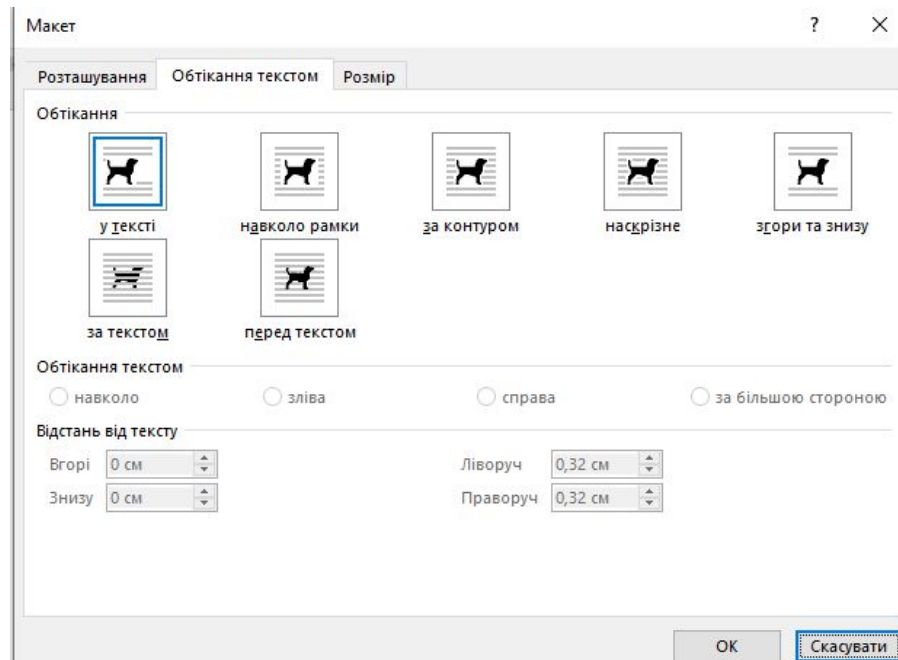 Макет ?
Розташування Обтікання текстом Розмір
Обтікання
у тексті навколо рамки за контуром наскрізне згори та знизу
за текстом перед текстом
Обтікання текстом
навколо зліва справа за більшою стороною
Відстань від тексту
Вгорі 0 см Ліворуч 0,32 см
Знизу 0 см Праворуч 0,32 см
ОК Скасувати